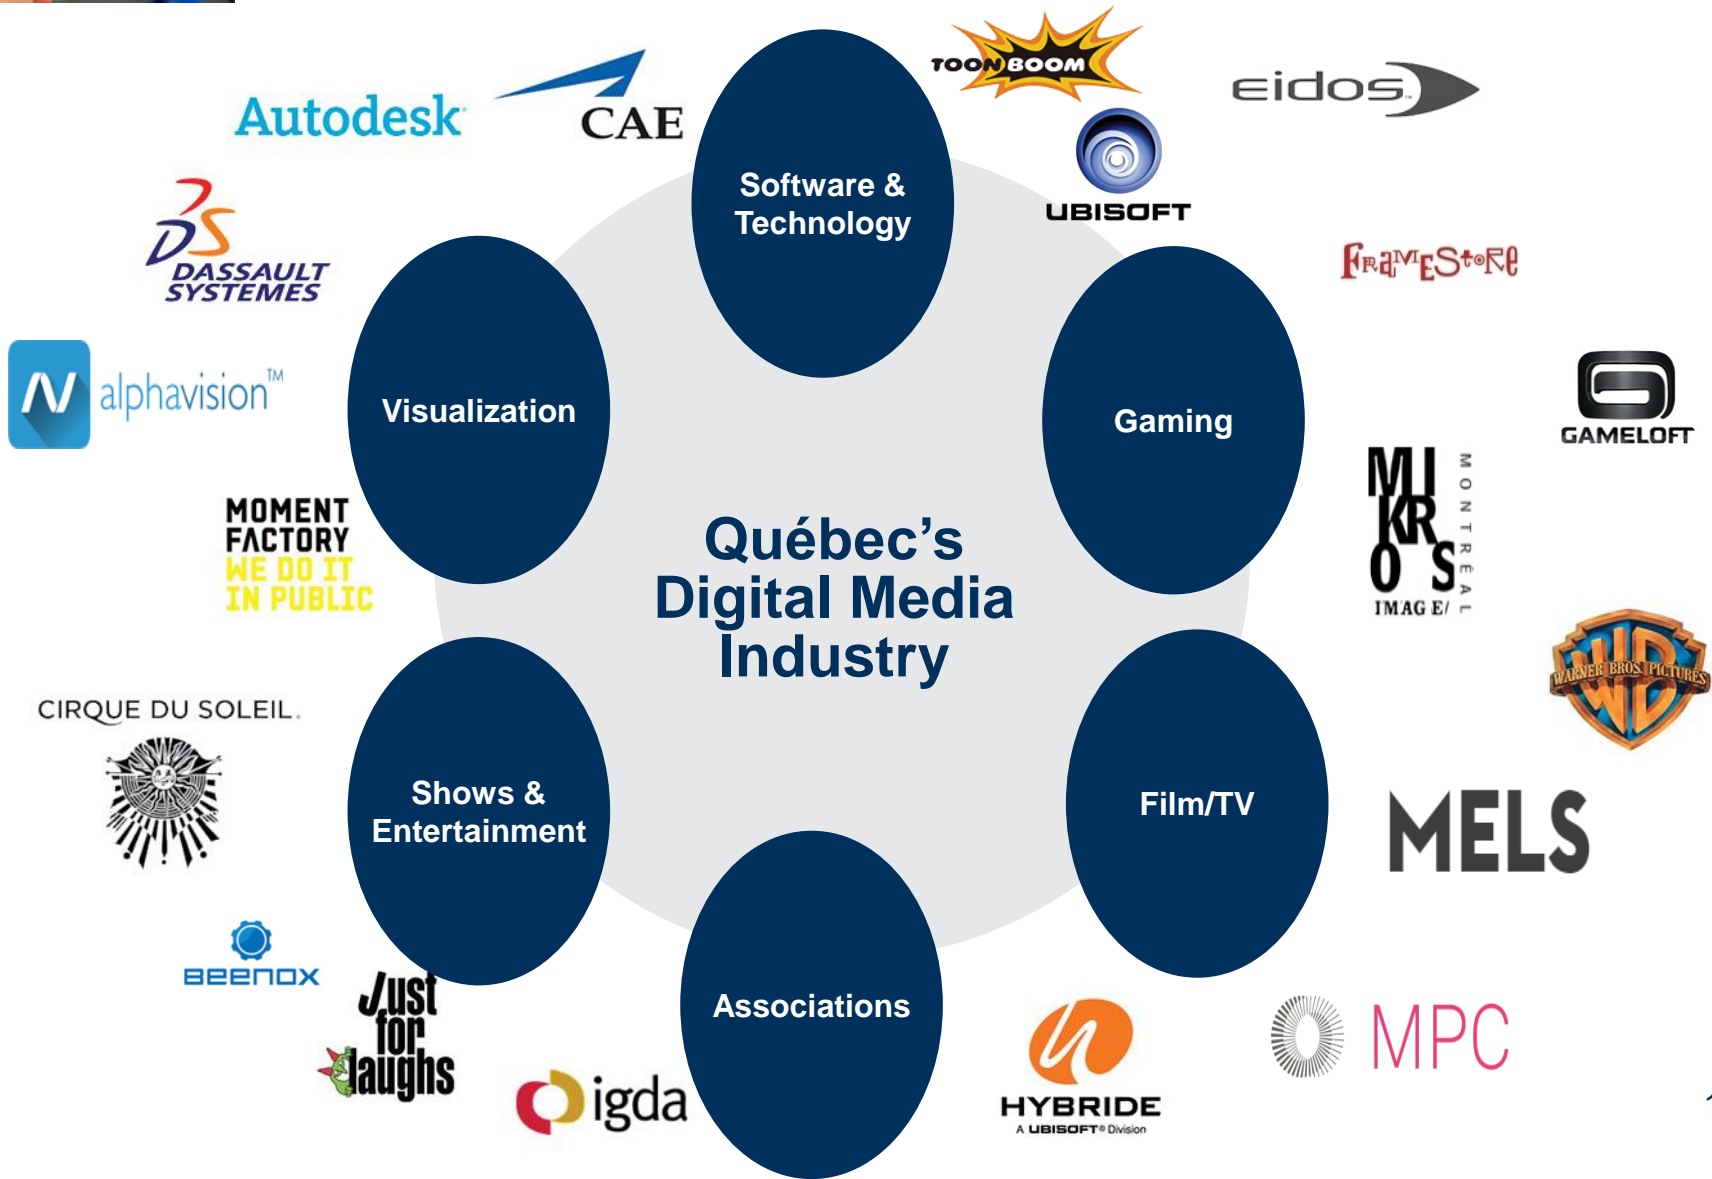 TOON BOOM
eidos
Autodesk
CAE
UBISOFT
Software &
Technology
DASSAULT
SYSTEMES
FRAMESTORE
alphavision™
Visualization
Gaming
GAMELOFT
MOMENT
FACTORY
WE DO IT
IN PUBLIC
MIKROS
IMAGE/
MONTRÉAL
Québec’s
Digital Media
Industry
WARNER BROS. PICTURES
WB
CIRQUE DU SOLEIL.
Shows &
Entertainment
Film/TV
MELS
BEENOX
Just
for
laughs
Associations
igda
HYBRIDE
A UBISOFT® Division
MPC